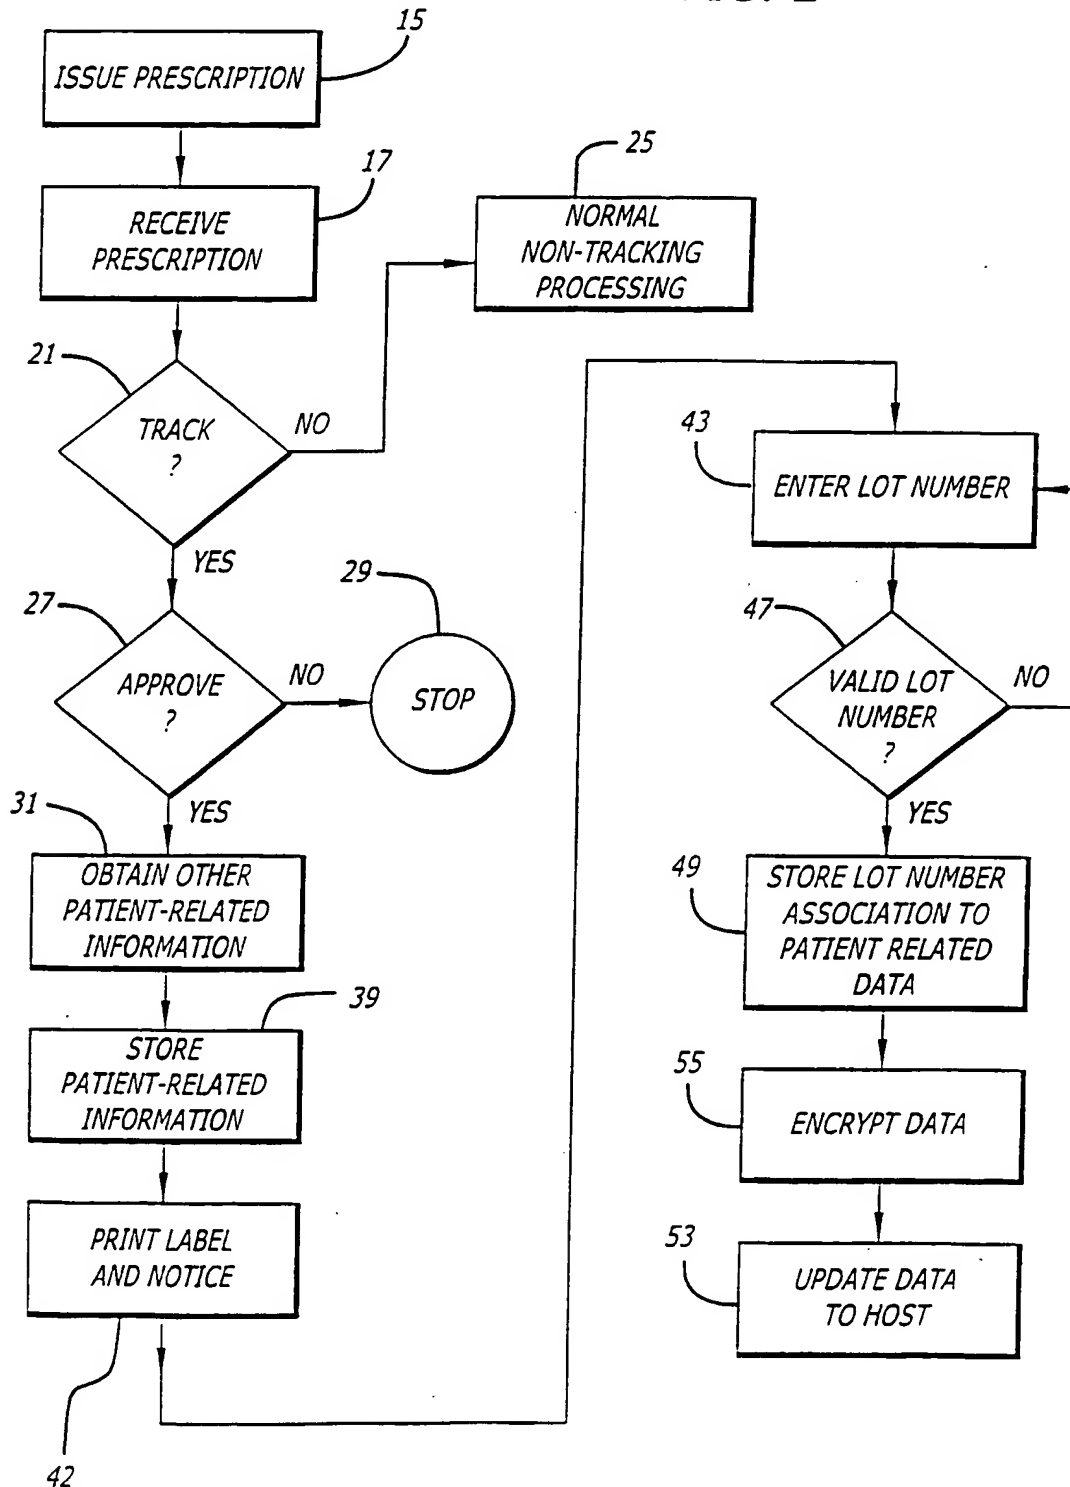 15
ISSUE PRESCRIPTION
17
RECEIVE
PRESCRIPTION
25
NORMAL
NON-TRACKING
PROCESSING
21
TRACK
?
NO
YES
27
APPROVE
?
NO
29
STOP
YES
31
OBTAIN OTHER
PATIENT-RELATED
INFORMATION
39
STORE
PATIENT-RELATED
INFORMATION
PRINT LABEL
AND NOTICE
42
43
ENTER LOT NUMBER
47
VALID LOT
NUMBER
?
NO
YES
49
STORE LOT NUMBER
ASSOCIATION TO
PATIENT RELATED
DATA
55
ENCRYPT DATA
53
UPDATE DATA
TO HOST